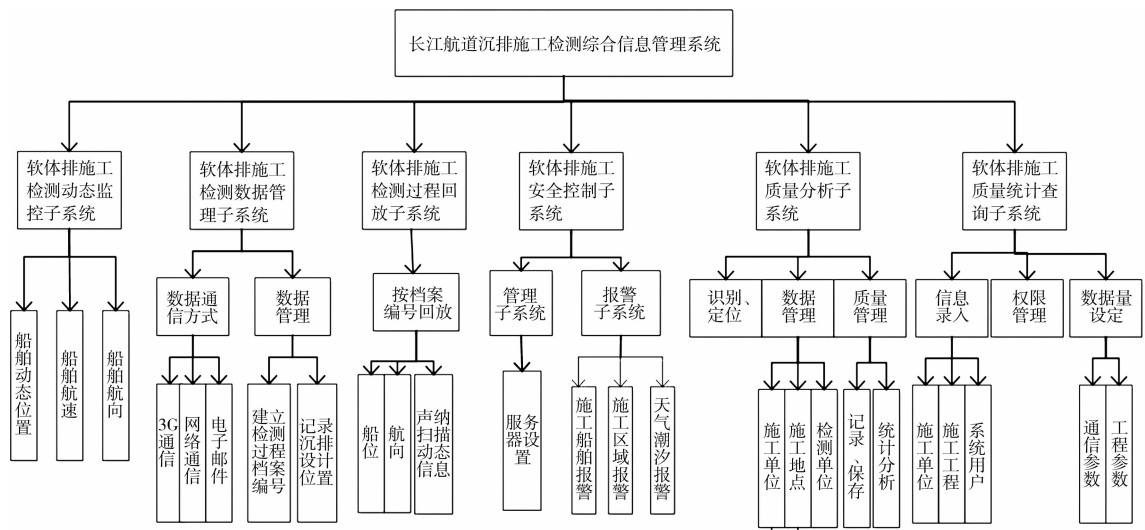 长江航道沉排施工检测综合信息管理系统
软体排施工
检测动态监
控子系统
软体排施工
检测数据管
理子系统
软体排施工
检测过程回
放子系统
软体排施工
安全控制子
系统
软体排施工
质量分析子
系统
软体排施工
质量统计查
询子系统
数据通
信方式
数据
管理
按档案
编号回放
管理
子系统
报警
子系统
识别、
定位
数据
管理
质量
管理
信息
录入
权限
管理
数据量
设定
船舶动态位置
船舶航速
船舶航向
3G通信
网络通信
电子邮件
建立
检测
过程
档案
编号
记录
沉排
设计
位置
船位
航向
声纳
扫描
动态
信息
服务
器设
置
施工船舶报警
施工区域报警
天气潮汐报警
施工单位
施工地点
检测单位
记录、保存
统计分析
施工单位
施工工程
系统用户
通信参数
工程参数